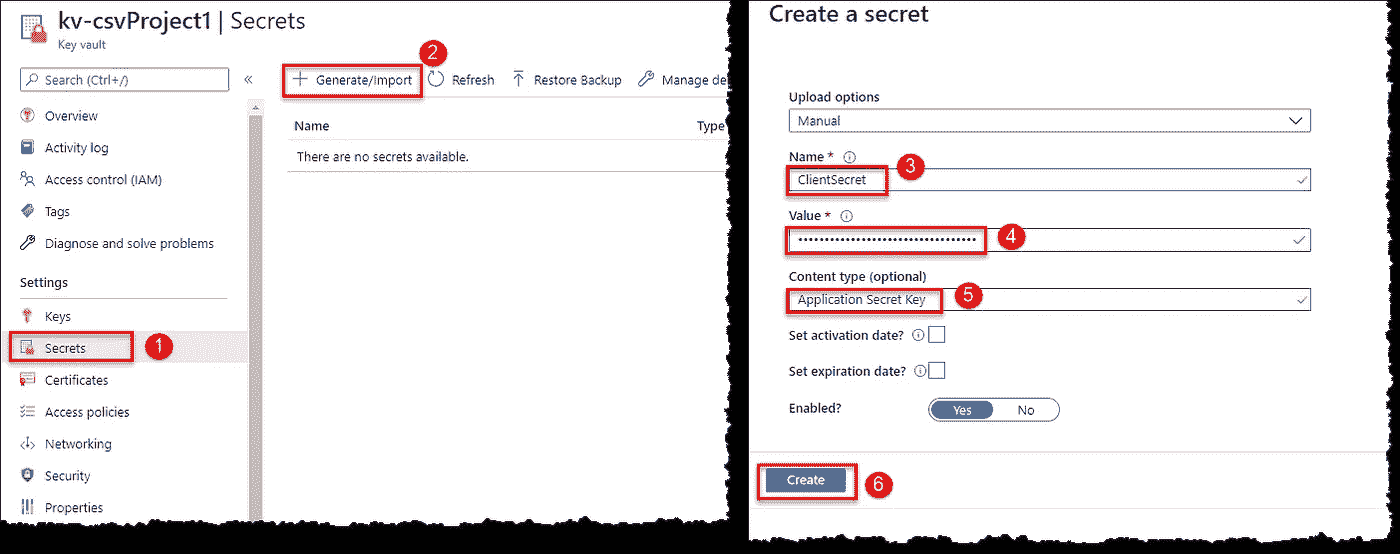 kv-csvProject1 | Secrets
Key vault
Search (Ctrl+/)
«
Overview
Activity log
Access control (IAM)
Tags
Diagnose and solve problems
Settings
Keys
Secrets
1
Certificates
Access policies
Networking
Security
Properties
2
+ Generate/Import
Refresh
Restore Backup
Manage de
Name
Type
There are no secrets available.
Create a secret
Upload options
Manual
Name *
ClientSecret
3
Value *
4
Content type (optional)
Application Secret Key
5
Set activation date?
Set expiration date?
Enabled?
Yes
No
Create
6